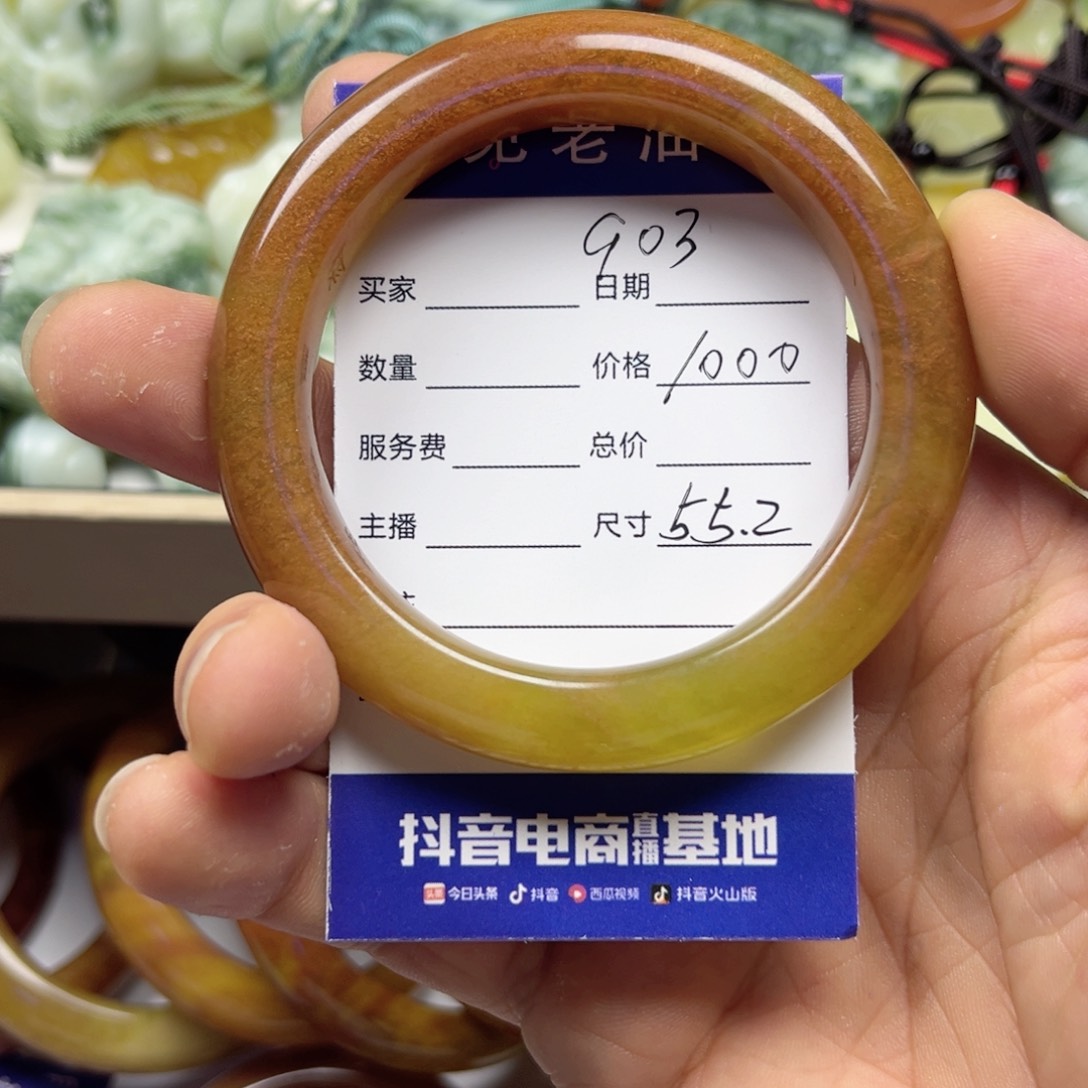 老油
903
买家 日期
数量 价格 1000
服务费 总价
主播 尺寸 55.2
抖音电商直播基地
今日头条 抖音 西瓜视频 抖音火山版